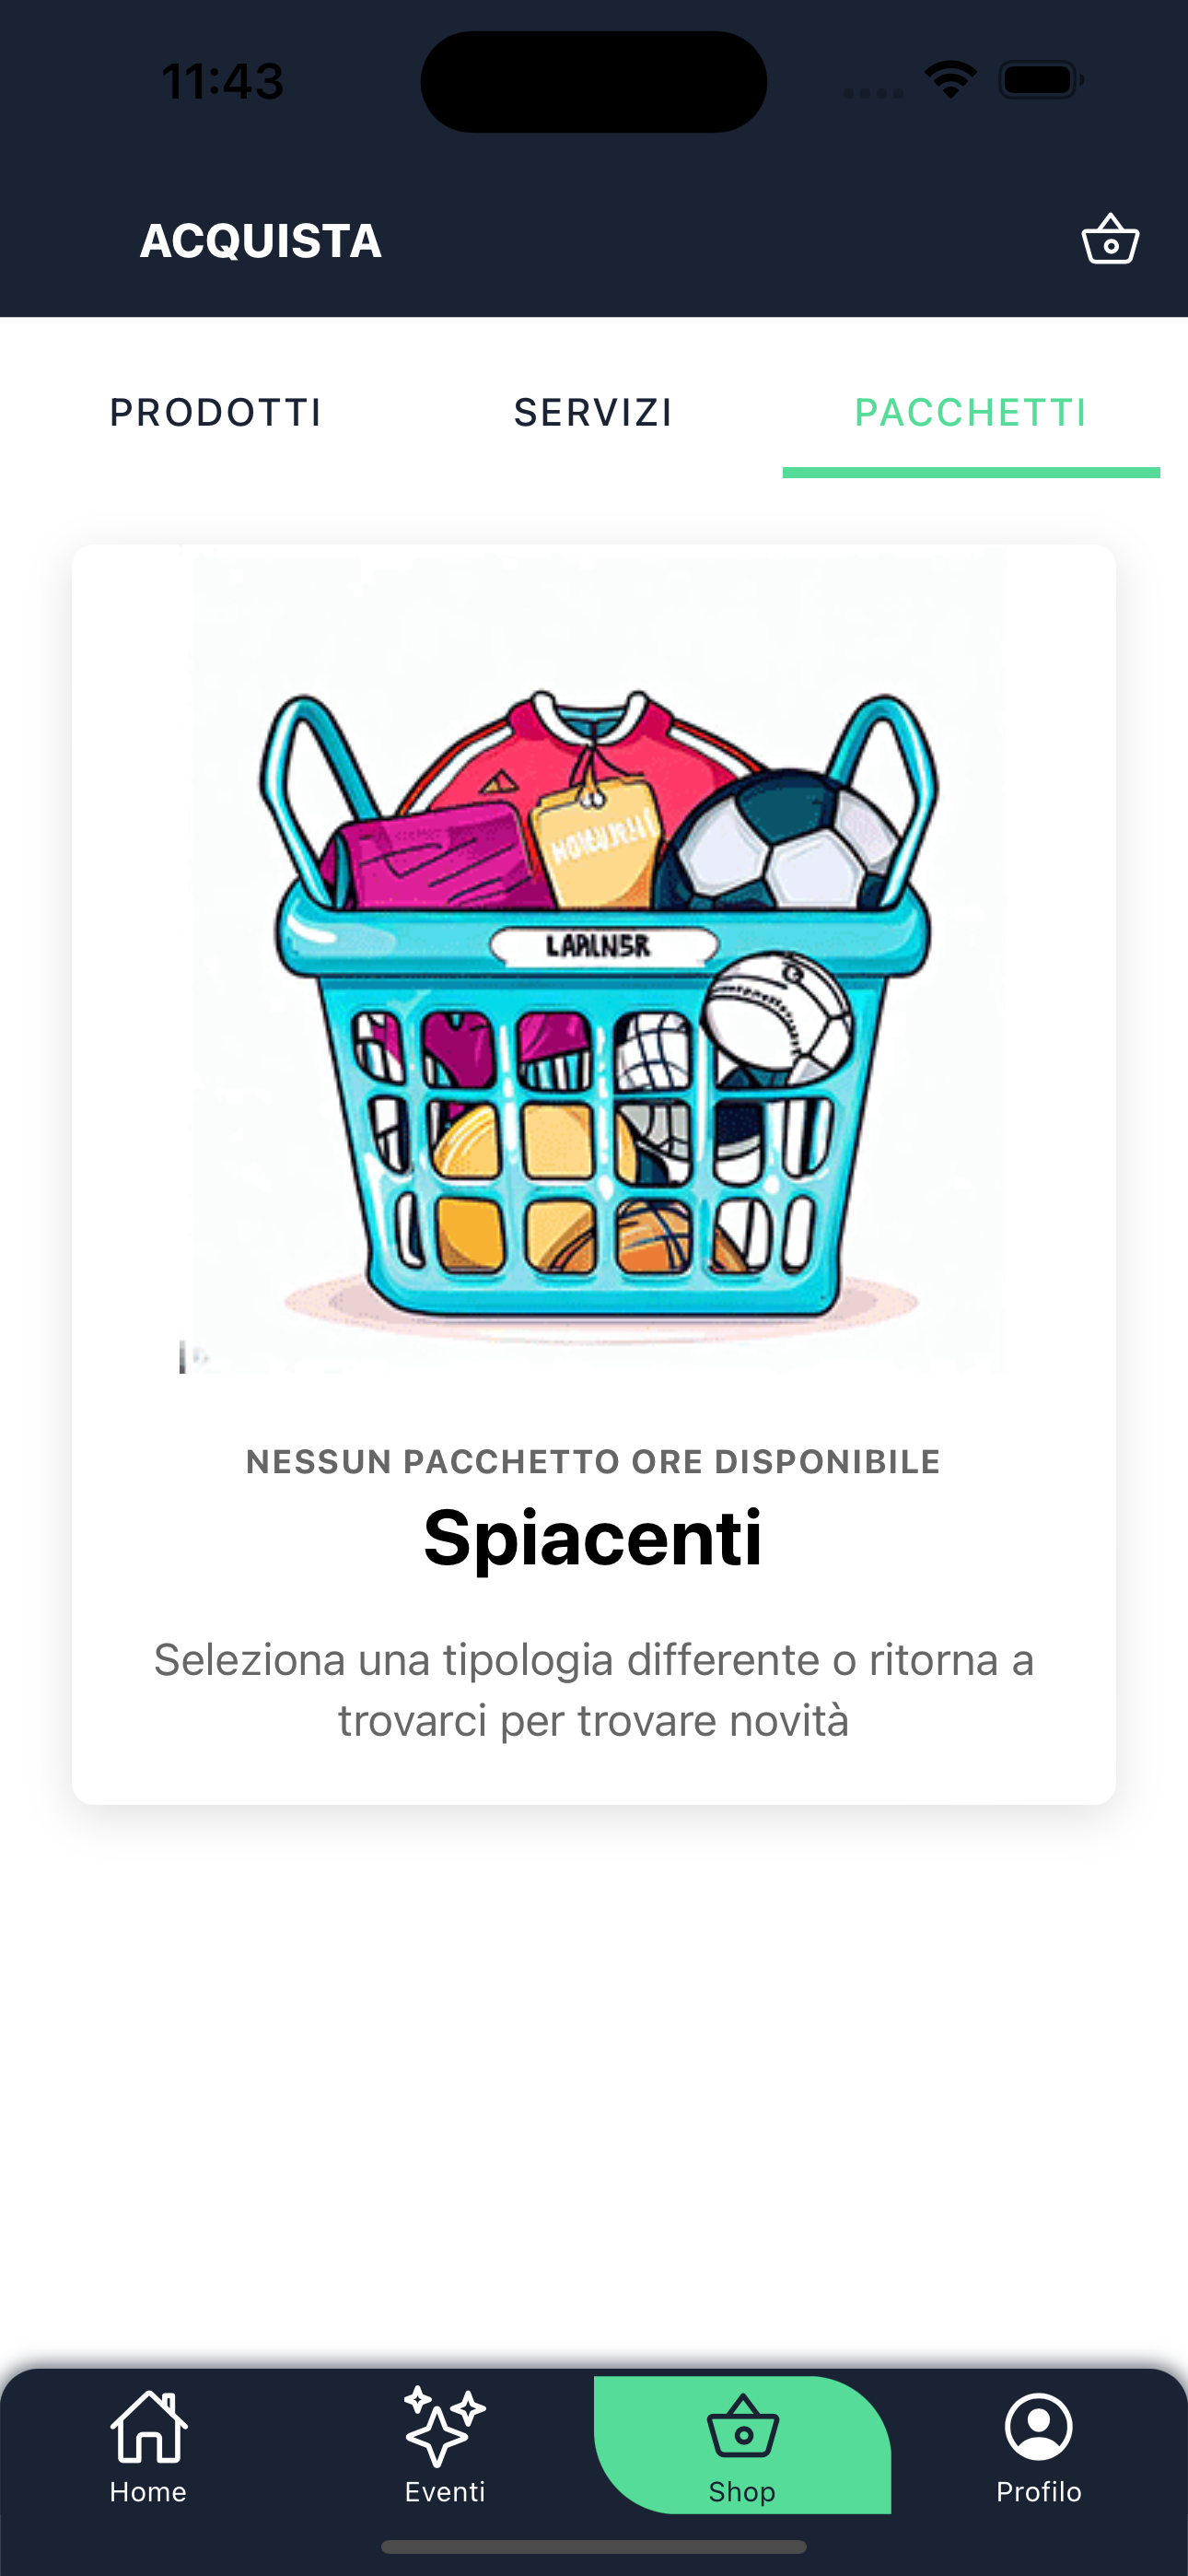 11:43
ACQUISTA
PRODOTTI SERVIZI PACCHETTI
LAALNSR
NESSUN PACCHETTO ORE DISPONIBILE
Spiacenti
Seleziona una tipologia differente o ritorna a
trovarci per trovare novità
Home Eventi Shop Profilo